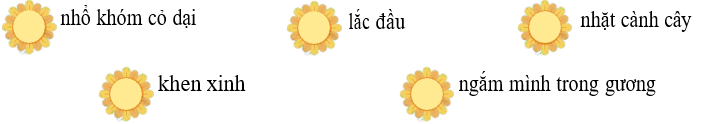 nhổ khóm cỏ dại
lắc đầu
nhặt cành cây
khen xinh
ngắm mình trong gương